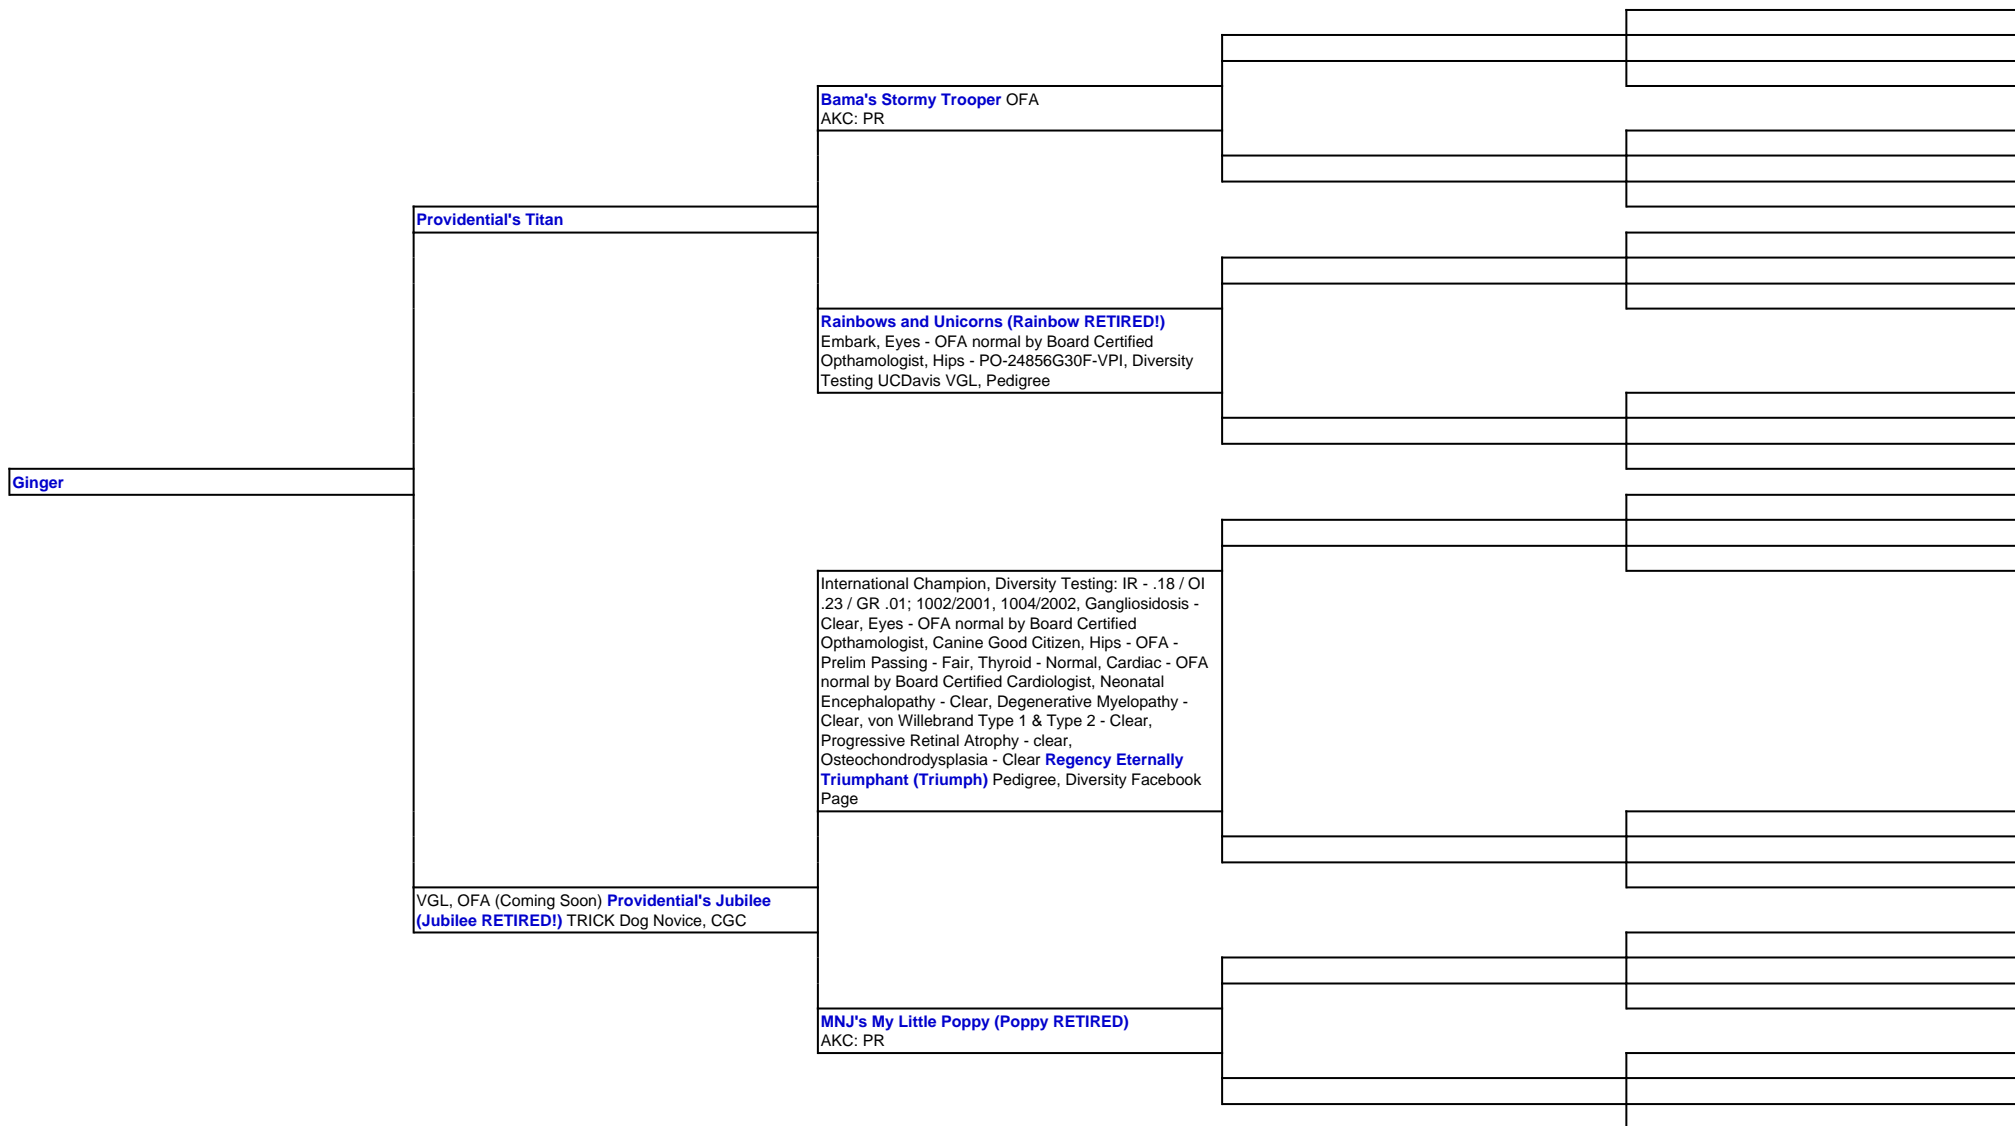 Bama's Stormy Trooper OFA
AKC: PR
Providential's Titan
Rainbows and Unicorns (Rainbow RETIRED!)
Embark, Eyes - OFA normal by Board Certified
Opthamologist, Hips - PO-24856G30F-VPI, Diversity
Testing UCDavis VGL, Pedigree
Ginger
International Champion, Diversity Testing: IR - .18 / OI
.23 / GR .01; 1002/2001, 1004/2002, Gangliosidosis -
Clear, Eyes - OFA normal by Board Certified
Opthamologist, Canine Good Citizen, Hips - OFA -
Prelim Passing - Fair, Thyroid - Normal, Cardiac - OFA
normal by Board Certified Cardiologist, Neonatal
Encephalopathy - Clear, Degenerative Myelopathy -
Clear, von Willebrand Type 1 & Type 2 - Clear,
Progressive Retinal Atrophy - clear,
Osteochondrodysplasia - Clear Regency Eternally
Triumphant (Triumph) Pedigree, Diversity Facebook
Page
VGL, OFA (Coming Soon) Providential's Jubilee
(Jubilee RETIRED!) TRICK Dog Novice, CGC
MNJ's My Little Poppy (Poppy RETIRED)
AKC: PR